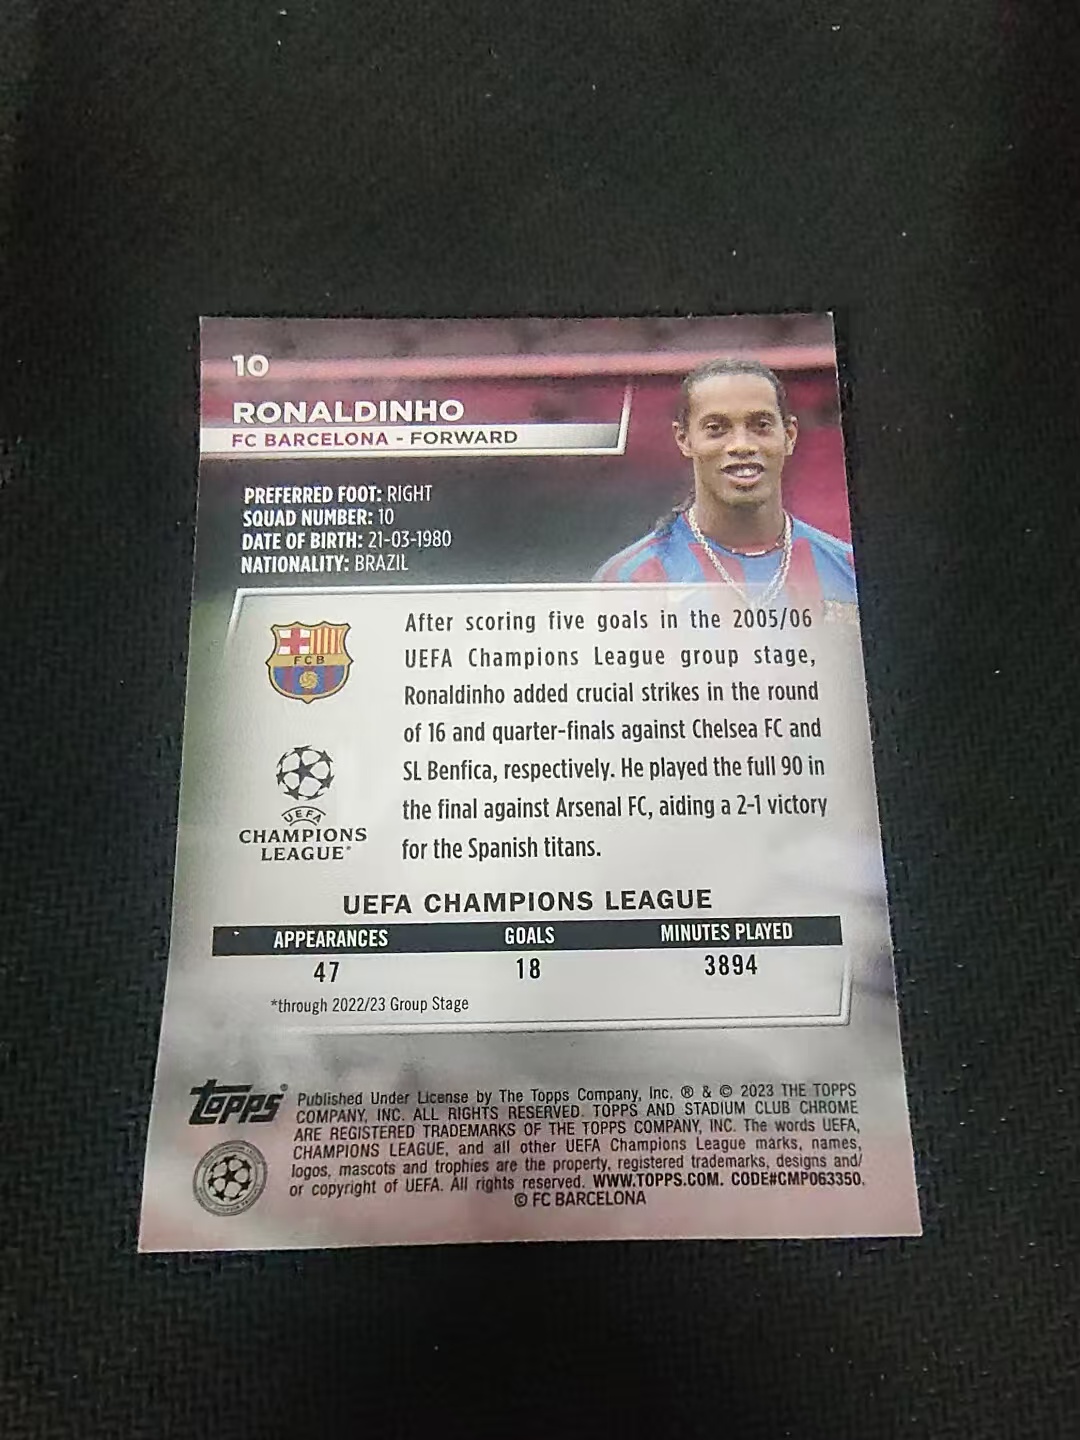 10
RONALDINHO
FC BARCELONA - FORWARD
PREFERRED FOOT: RIGHT
SQUAD NUMBER: 10
DATE OF BIRTH: 21-03-1980
NATIONALITY: BRAZIL
FCB
After scoring five goals in the 2005/06
UEFA Champions League group stage,
Ronaldinho added crucial strikes in the round
of 16 and quarter-finals against Chelsea FC and
SL Benfica, respectively. He played the full 90 in
the final against Arsenal FC, aiding a 2-1 victory
for the Spanish titans.
UEFA
CHAMPIONS
LEAGUE®
UEFA CHAMPIONS LEAGUE
APPEARANCES GOALS MINUTES PLAYED
47 18 3894
*through 2022/23 Group Stage
topps®
Published Under License by The Topps Company, Inc. ® & © 2023 THE TOPPS
COMPANY, INC. ALL RIGHTS RESERVED. TOPPS AND STADIUM CLUB CHROME
ARE REGISTERED TRADEMARKS OF THE TOPPS COMPANY, INC. The words UEFA,
CHAMPIONS LEAGUE, and all other UEFA Champions League marks, names,
logos, mascots and trophies are the property, registered trademarks, designs and/
or copyright of UEFA. All rights reserved. WWW.TOPPS.COM. CODE#CMP063350.
© FC BARCELONA